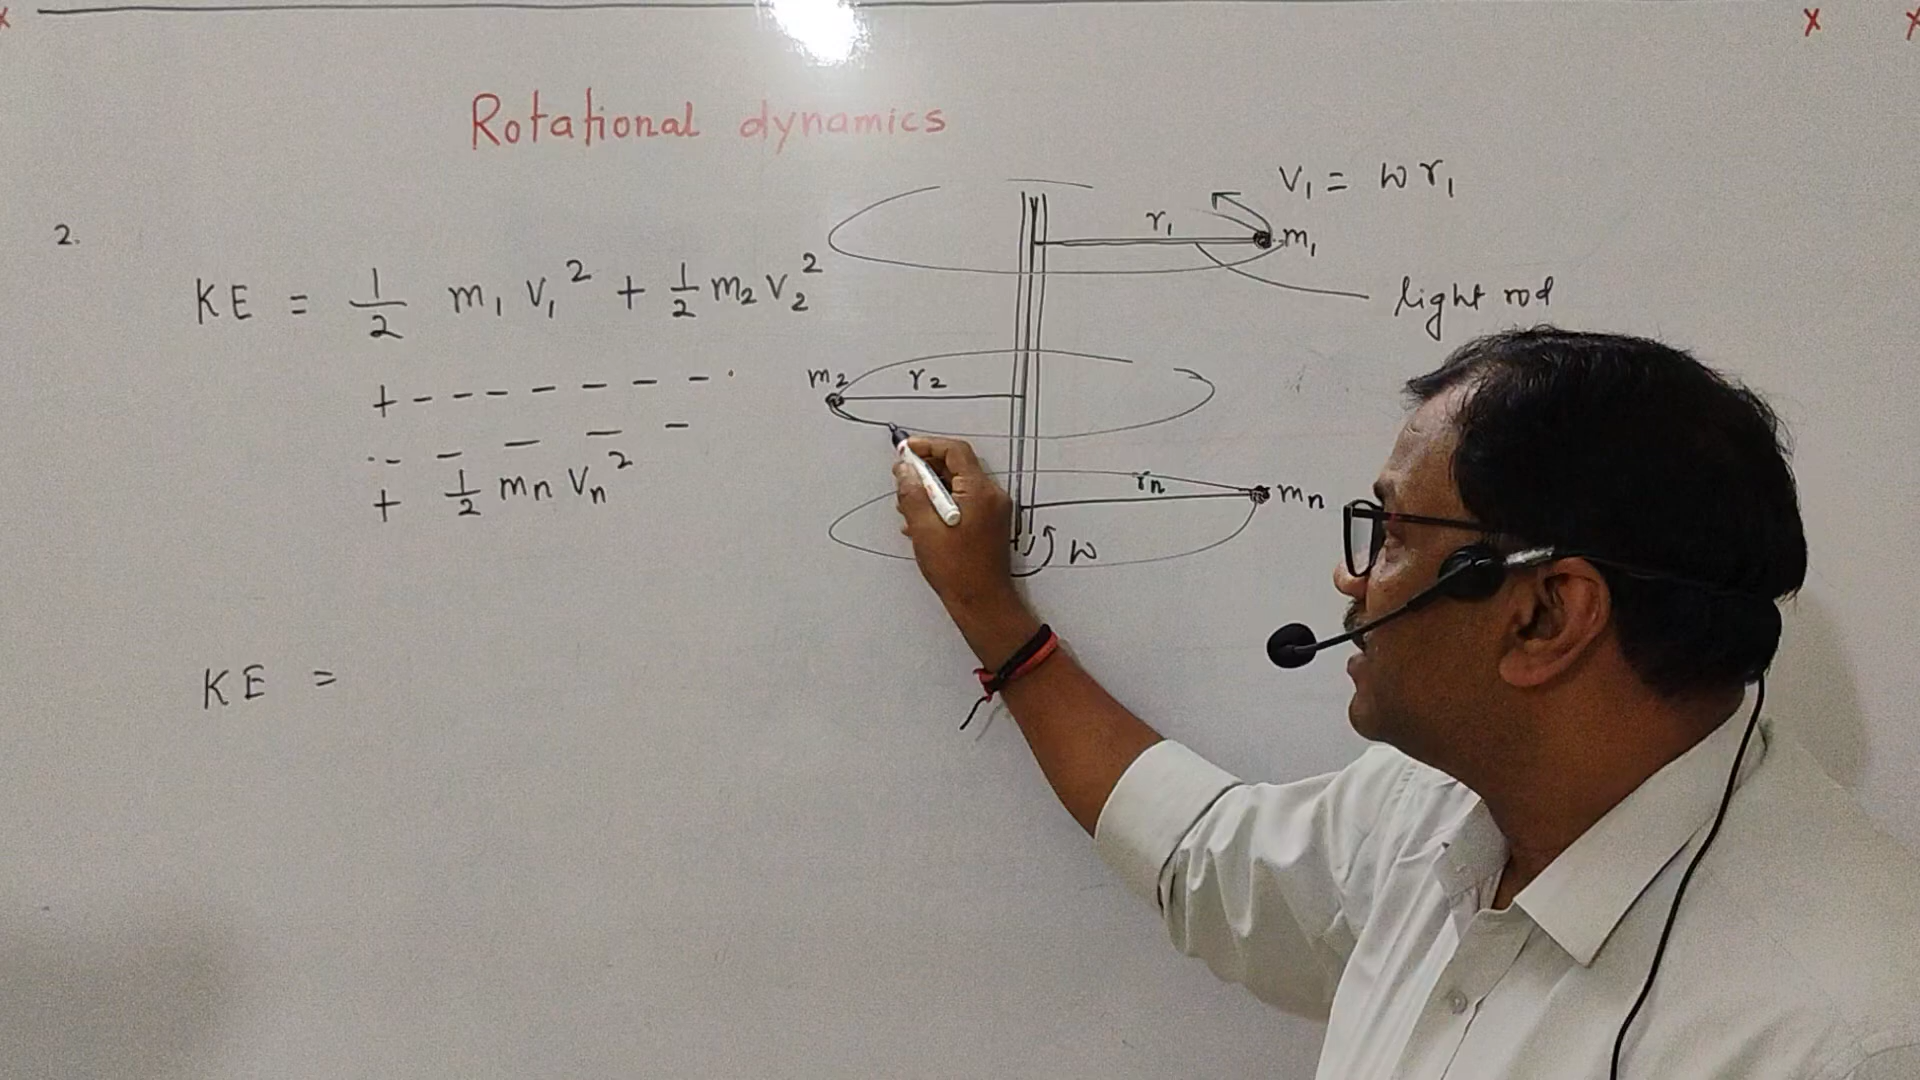 Rotational dynamics
2.
KE = 1/2 m₁ v₁² + 1/2 m₂ v₂²
+ - - - - - - - .
.. - - - -
+ 1/2 mn vn²
KE =
V₁ = w r₁
r₁
m₁
light rod
m₂
r₂
rn
mn
w